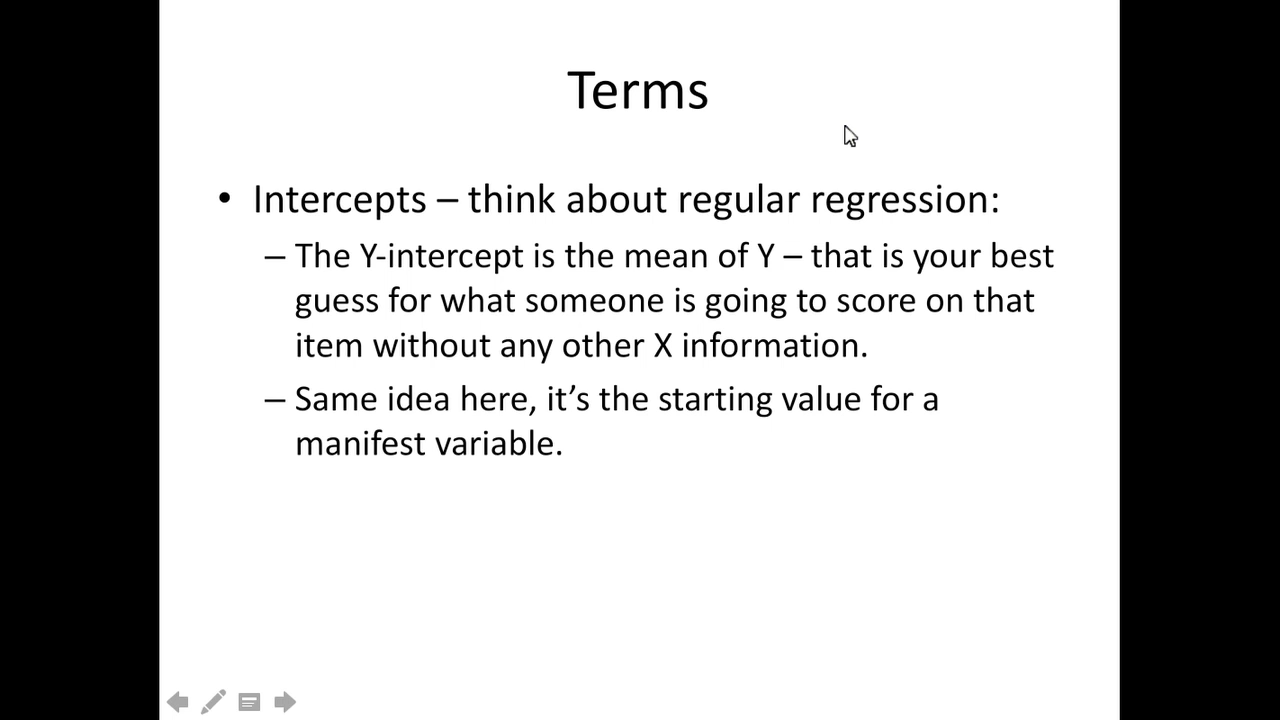 Terms
• Intercepts – think about regular regression:
– The Y-intercept is the mean of Y – that is your best
guess for what someone is going to score on that
item without any other X information.
– Same idea here, it’s the starting value for a
manifest variable.